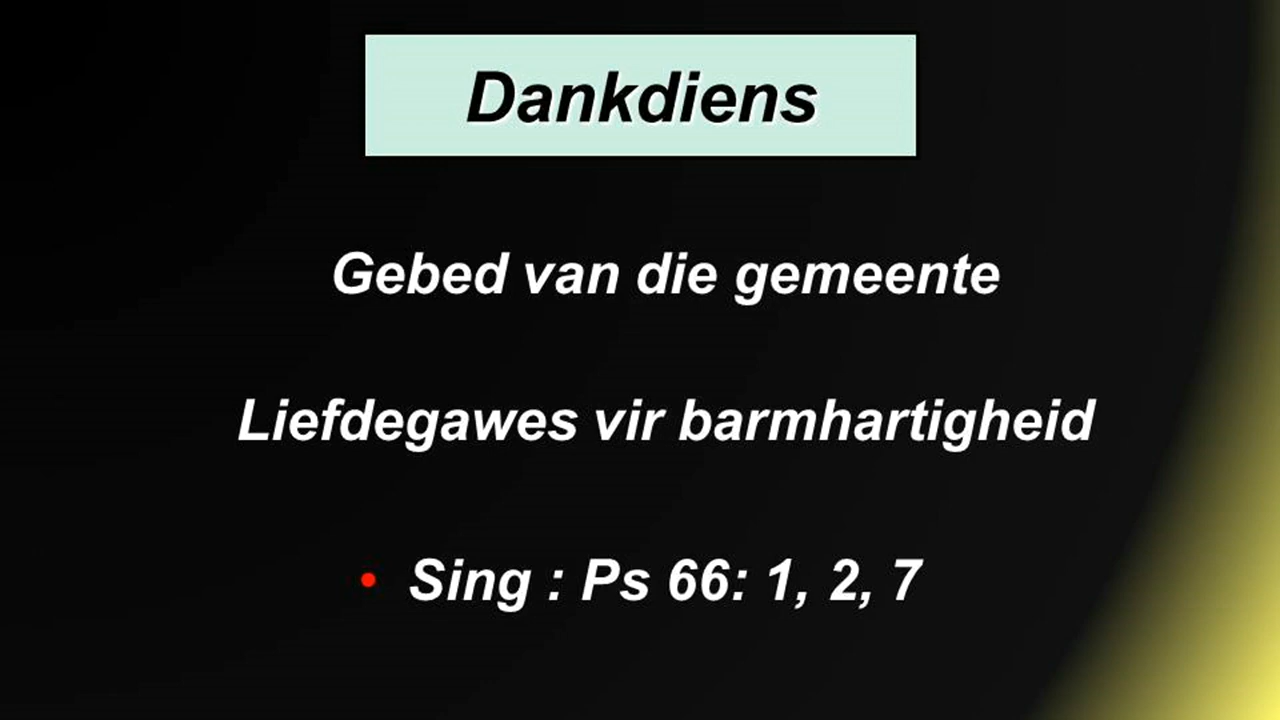 Dankdiens
Gebed van die gemeente
Liefdegawes vir barmhartigheid
• Sing : Ps 66: 1, 2, 7